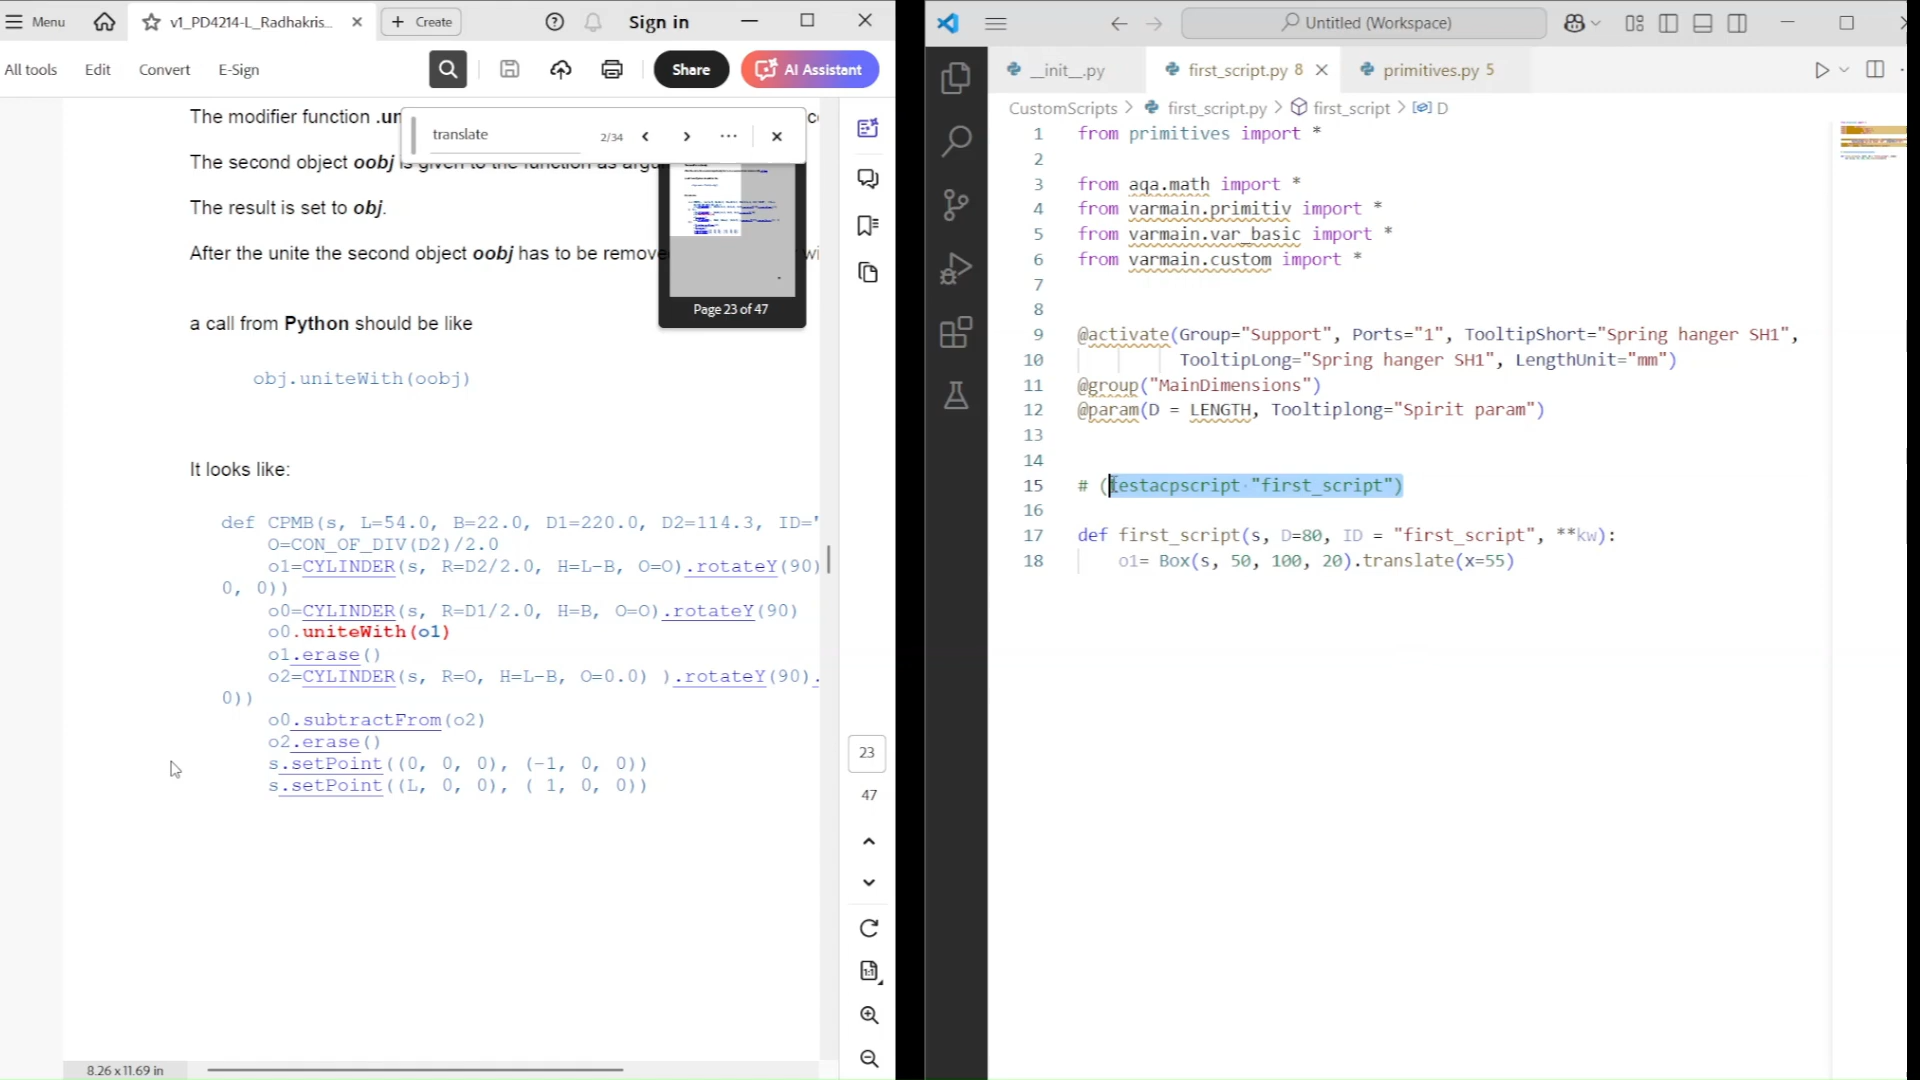 Menu
v1_PD4214-L_Radhakris...
Create
Sign in
All tools
Edit
Convert
E-Sign
Share
AI Assistant
The modifier function .un
translate
2/34
The second object oobj is given to the function as argu
The result is set to obj.
After the unite the second object oobj has to be remove
Page 23 of 47
a call from Python should be like
obj.uniteWith(oobj)
It looks like:
def CPMB(s, L=54.0, B=22.0, D1=220.0, D2=114.3, ID='
O=CON_OF_DIV(D2)/2.0
o1=CYLINDER(s, R=D2/2.0, H=L-B, O=O).rotateY(90)
0, 0))
o0=CYLINDER(s, R=D1/2.0, H=B, O=O).rotateY(90)
o0.uniteWith(o1)
o1.erase()
o2=CYLINDER(s, R=O, H=L-B, O=0.0) ).rotateY(90).
0))
o0.subtractFrom(o2)
o2.erase()
s.setPoint((0, 0, 0), (-1, 0, 0))
s.setPoint((L, 0, 0), ( 1, 0, 0))
23
47
8.26 x 11.69 in
Untitled (Workspace)
__init__.py
first_script.py 8
primitives.py 5
CustomScripts > first_script.py > first_script > D
1 from primitives import *
2
3 from aqa.math import *
4 from varmain.primitiv import *
5 from varmain.var_basic import *
6 from varmain.custom import *
7
8
9 @activate(Group="Support", Ports="1", TooltipShort="Spring hanger SH1",
10 TooltipLong="Spring hanger SH1", LengthUnit="mm")
11 @group("MainDimensions")
12 @param(D = LENGTH, Tooltiplong="Spirit param")
13
14
15 # (testacpscript "first_script")
16
17 def first_script(s, D=80, ID = "first_script", **kw):
18 o1= Box(s, 50, 100, 20).translate(x=55)